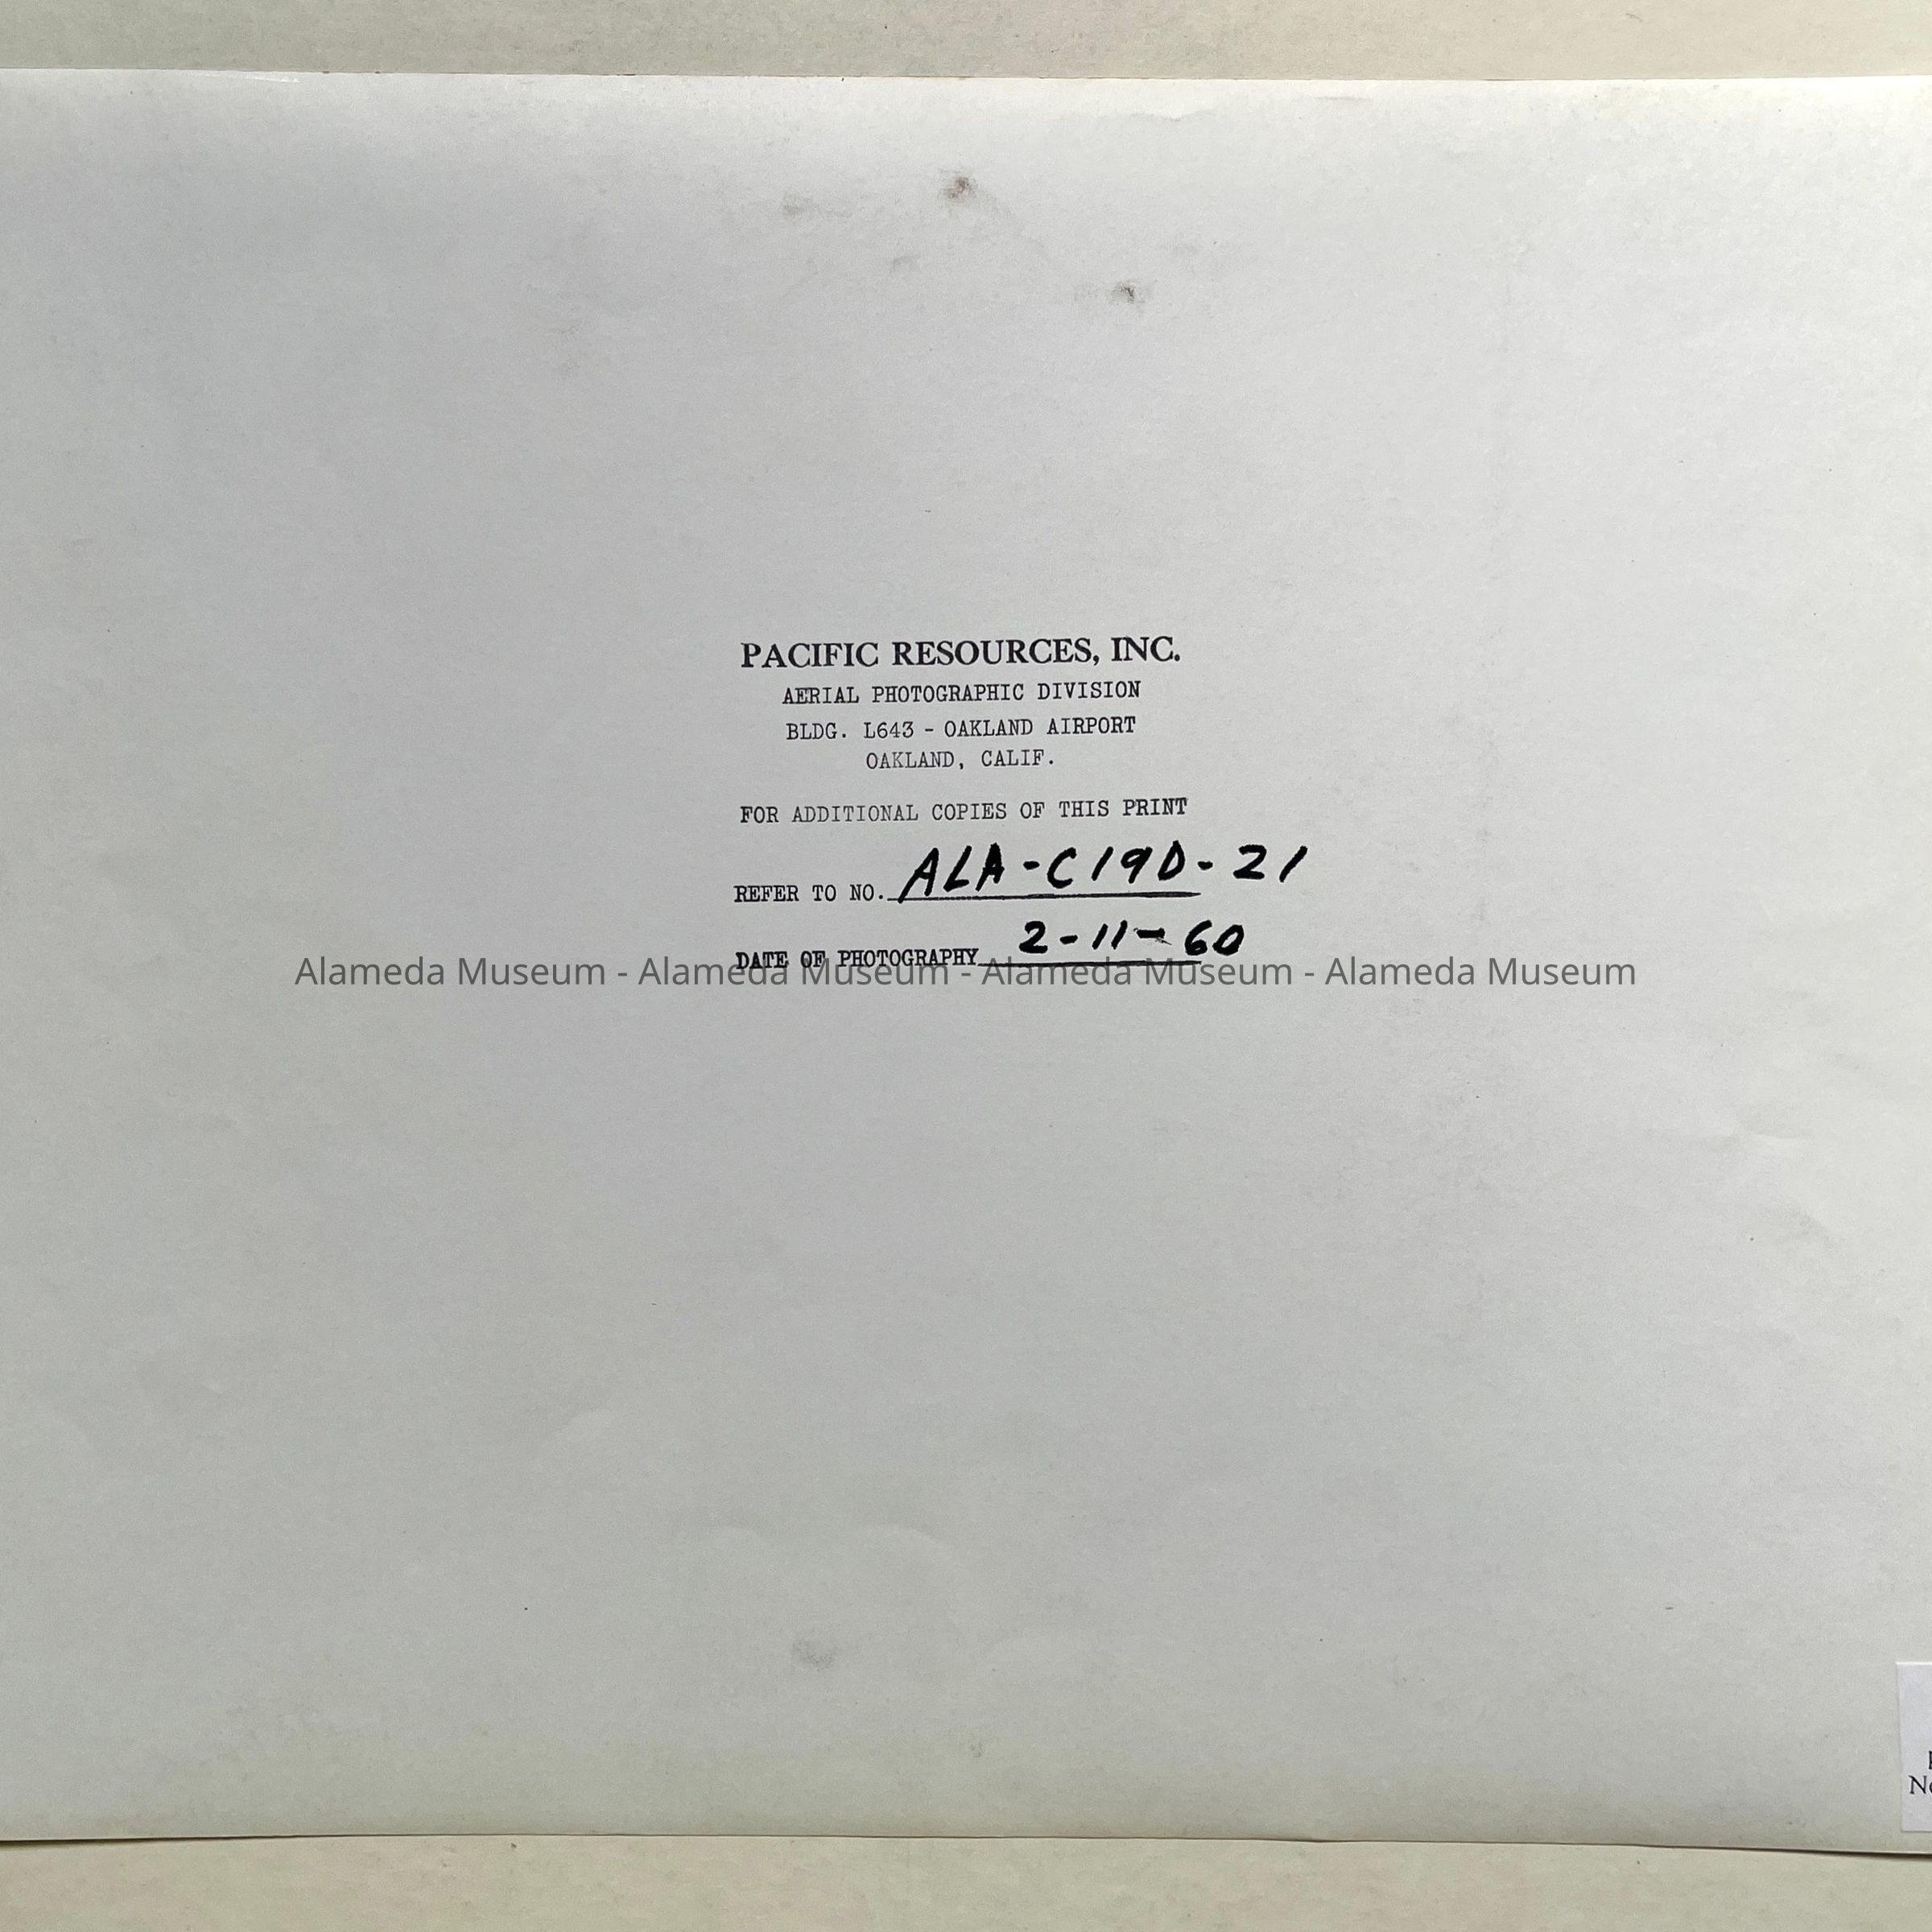 PACIFIC RESOURCES, INC.
AERIAL PHOTOGRAPHIC DIVISION
BLDG. L643 - OAKLAND AIRPORT
OAKLAND, CALIF.
FOR ADDITIONAL COPIES OF THIS PRINT
REFER TO NO. ALA-C19D-21
DATE OF PHOTOGRAPHY 2-11-60
Alameda Museum - Alameda Museum - Alameda Museum - Alameda Museum